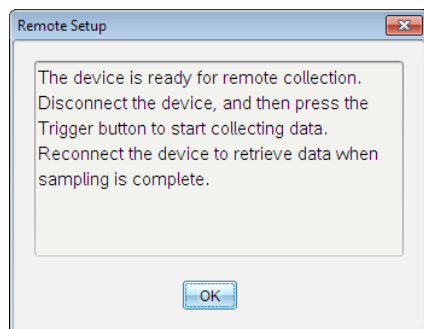 Remote Setup
The device is ready for remote collection.
Disconnect the device, and then press the
Trigger button to start collecting data.
Reconnect the device to retrieve data when
sampling is complete.
OK